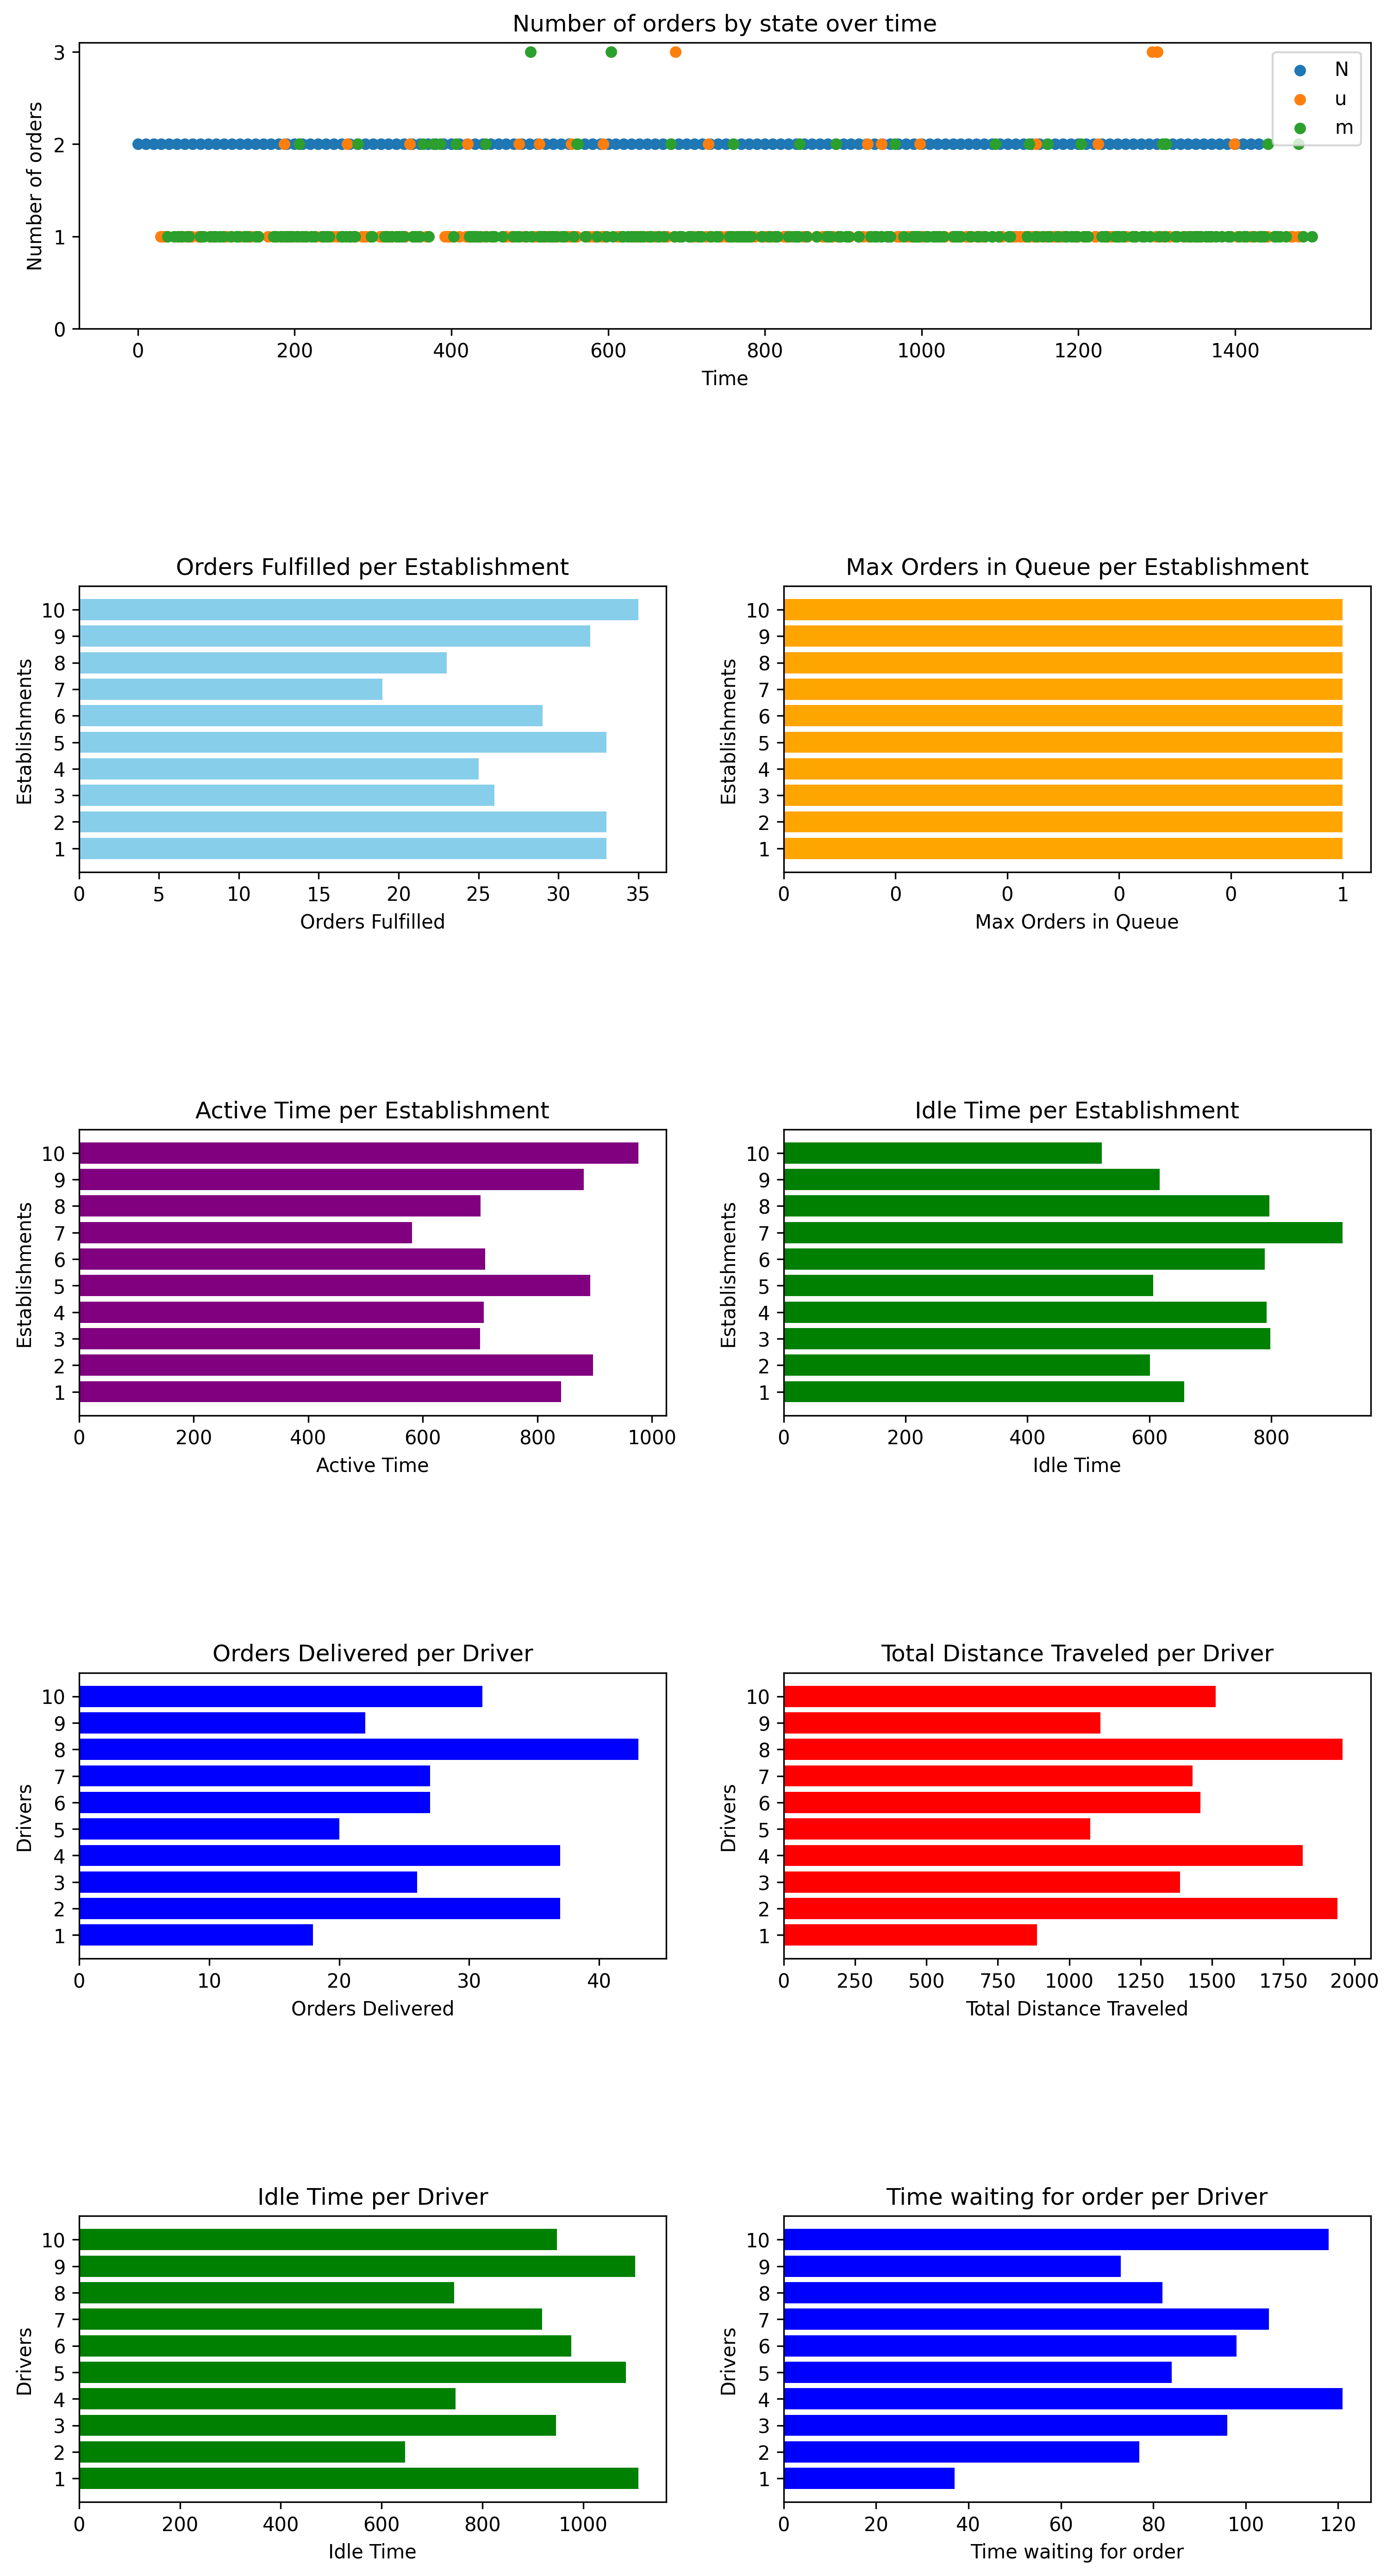 Number of orders by state over time
Number of orders
3
2
1
0
N
u
m
0 200 400 600 800 1000 1200 1400
Time
Orders Fulfilled per Establishment
Establishments
10
9
8
7
6
5
4
3
2
1
0 5 10 15 20 25 30 35
Orders Fulfilled
Max Orders in Queue per Establishment
Establishments
10
9
8
7
6
5
4
3
2
1
0 0 0 0 0 1
Max Orders in Queue
Active Time per Establishment
Establishments
10
9
8
7
6
5
4
3
2
1
0 200 400 600 800 1000
Active Time
Idle Time per Establishment
Establishments
10
9
8
7
6
5
4
3
2
1
0 200 400 600 800
Idle Time
Orders Delivered per Driver
Drivers
10
9
8
7
6
5
4
3
2
1
0 10 20 30 40
Orders Delivered
Total Distance Traveled per Driver
Drivers
10
9
8
7
6
5
4
3
2
1
0 250 500 750 1000 1250 1500 1750 2000
Total Distance Traveled
Idle Time per Driver
Drivers
10
9
8
7
6
5
4
3
2
1
0 200 400 600 800 1000
Idle Time
Time waiting for order per Driver
Drivers
10
9
8
7
6
5
4
3
2
1
0 20 40 60 80 100 120
Time waiting for order